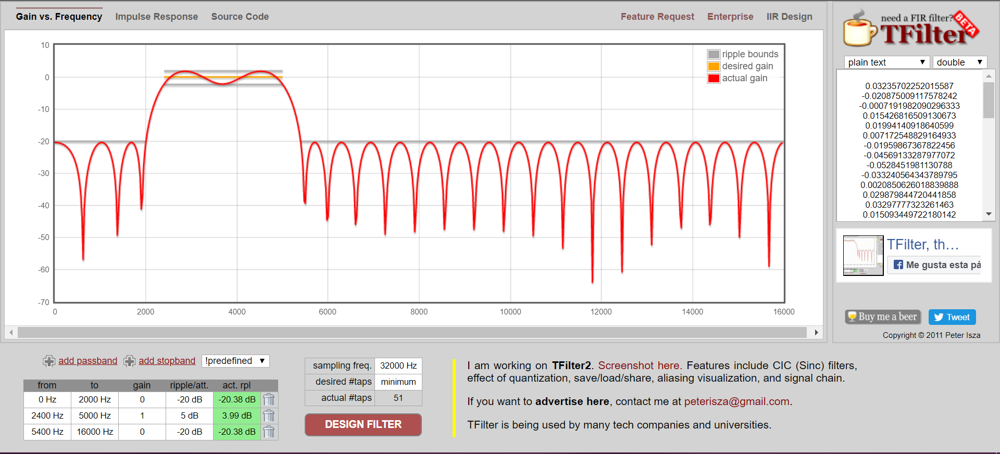 Gain vs. Frequency Impulse Response Source Code Feature Request Enterprise IIR Design
10
0
-10
-20
-30
-40
-50
-60
-70
0 2000 4000 6000 8000 10000 12000 14000 16000
ripple bounds
desired gain
actual gain
need a FIR filter?
BETA
TFilter
plain text double
0.03235702252015587
-0.020875009117578242
-0.0007191982090296333
0.015426816509130673
0.01994140918640599
0.007172548829164933
-0.01959867367822456
-0.04569133287977072
-0.0528451981130788
-0.033240564343789795
0.0020850626018839888
0.029879844720441858
0.03297777323261463
0.015093449722180142
TFilter, th…
Me gusta esta pá
Buy me a beer Tweet
Copyright © 2011 Peter Isza
add passband add stopband !predefined
from to gain ripple/att. act. rpl
0 Hz 2000 Hz 0 -20 dB -20.38 dB
2400 Hz 5000 Hz 1 5 dB 3.99 dB
5400 Hz 16000 Hz 0 -20 dB -20.38 dB
sampling freq. 32000 Hz
desired #taps minimum
actual #taps 51
DESIGN FILTER
I am working on TFilter2. Screenshot here. Features include CIC (Sinc) filters,
effect of quantization, save/load/share, aliasing visualization, and signal chain.
If you want to advertise here, contact me at peterisza@gmail.com.
TFilter is being used by many tech companies and universities.